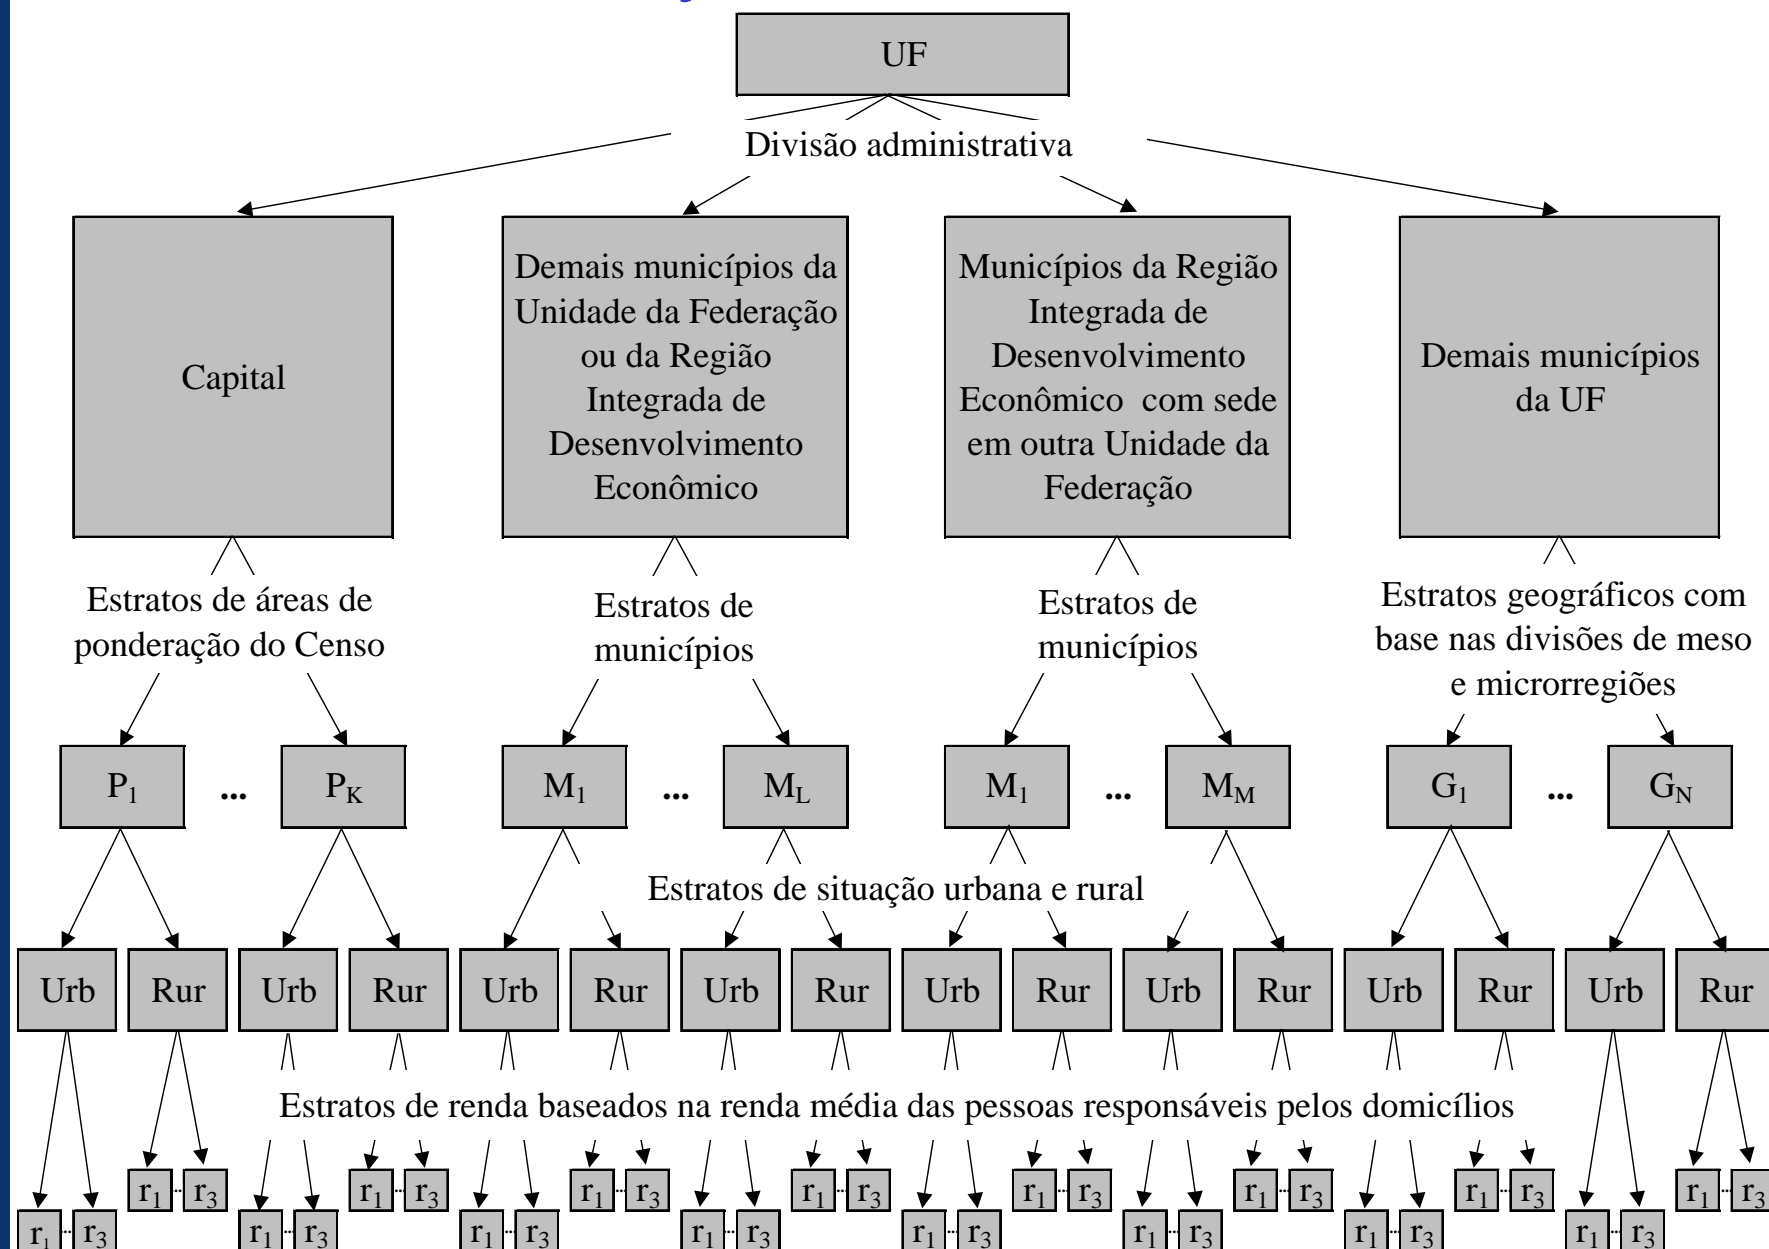 UF
Divisão administrativa
Capital
Demais municípios da
Unidade da Federação
ou da Região
Integrada de
Desenvolvimento
Econômico
Municípios da Região
Integrada de
Desenvolvimento
Econômico com sede
em outra Unidade da
Federação
Demais municípios
da UF
Estratos de áreas de
ponderação do Censo
Estratos de
municípios
Estratos de
municípios
Estratos geográficos com
base nas divisões de meso
e microrregiões
P₁ ... P_K M₁ ... M_L M₁ ... M_M G₁ ... G_N
Estratos de situação urbana e rural
Urb Rur Urb Rur Urb Rur Urb Rur Urb Rur Urb Rur Urb Rur Urb Rur
Estratos de renda baseados na renda média das pessoas responsáveis pelos domicílios
r₁ ... r₃ r₁ ... r₃ r₁ ... r₃ r₁ ... r₃ r₁ ... r₃ r₁ ... r₃ r₁ ... r₃ r₁ ... r₃
r₁ ... r₃ r₁ ... r₃ r₁ ... r₃ r₁ ... r₃ r₁ ... r₃ r₁ ... r₃ r₁ ... r₃ r₁ ... r₃